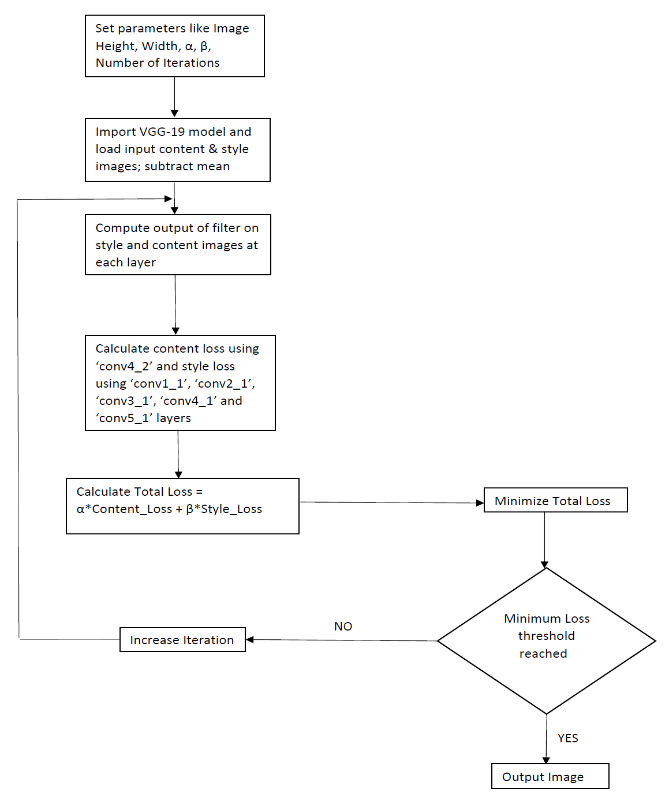 Set parameters like Image
Height, Width, α, β,
Number of Iterations
Import VGG-19 model and
load input content & style
images; subtract mean
Compute output of filter on
style and content images at
each layer
Calculate content loss using
‘conv4_2’ and style loss
using ‘conv1_1’, ‘conv2_1’,
‘conv3_1’, ‘conv4_1’ and
‘conv5_1’ layers
Calculate Total Loss =
α*Content_Loss + β*Style_Loss
Minimize Total Loss
Minimum Loss
threshold
reached
NO
Increase Iteration
YES
Output Image